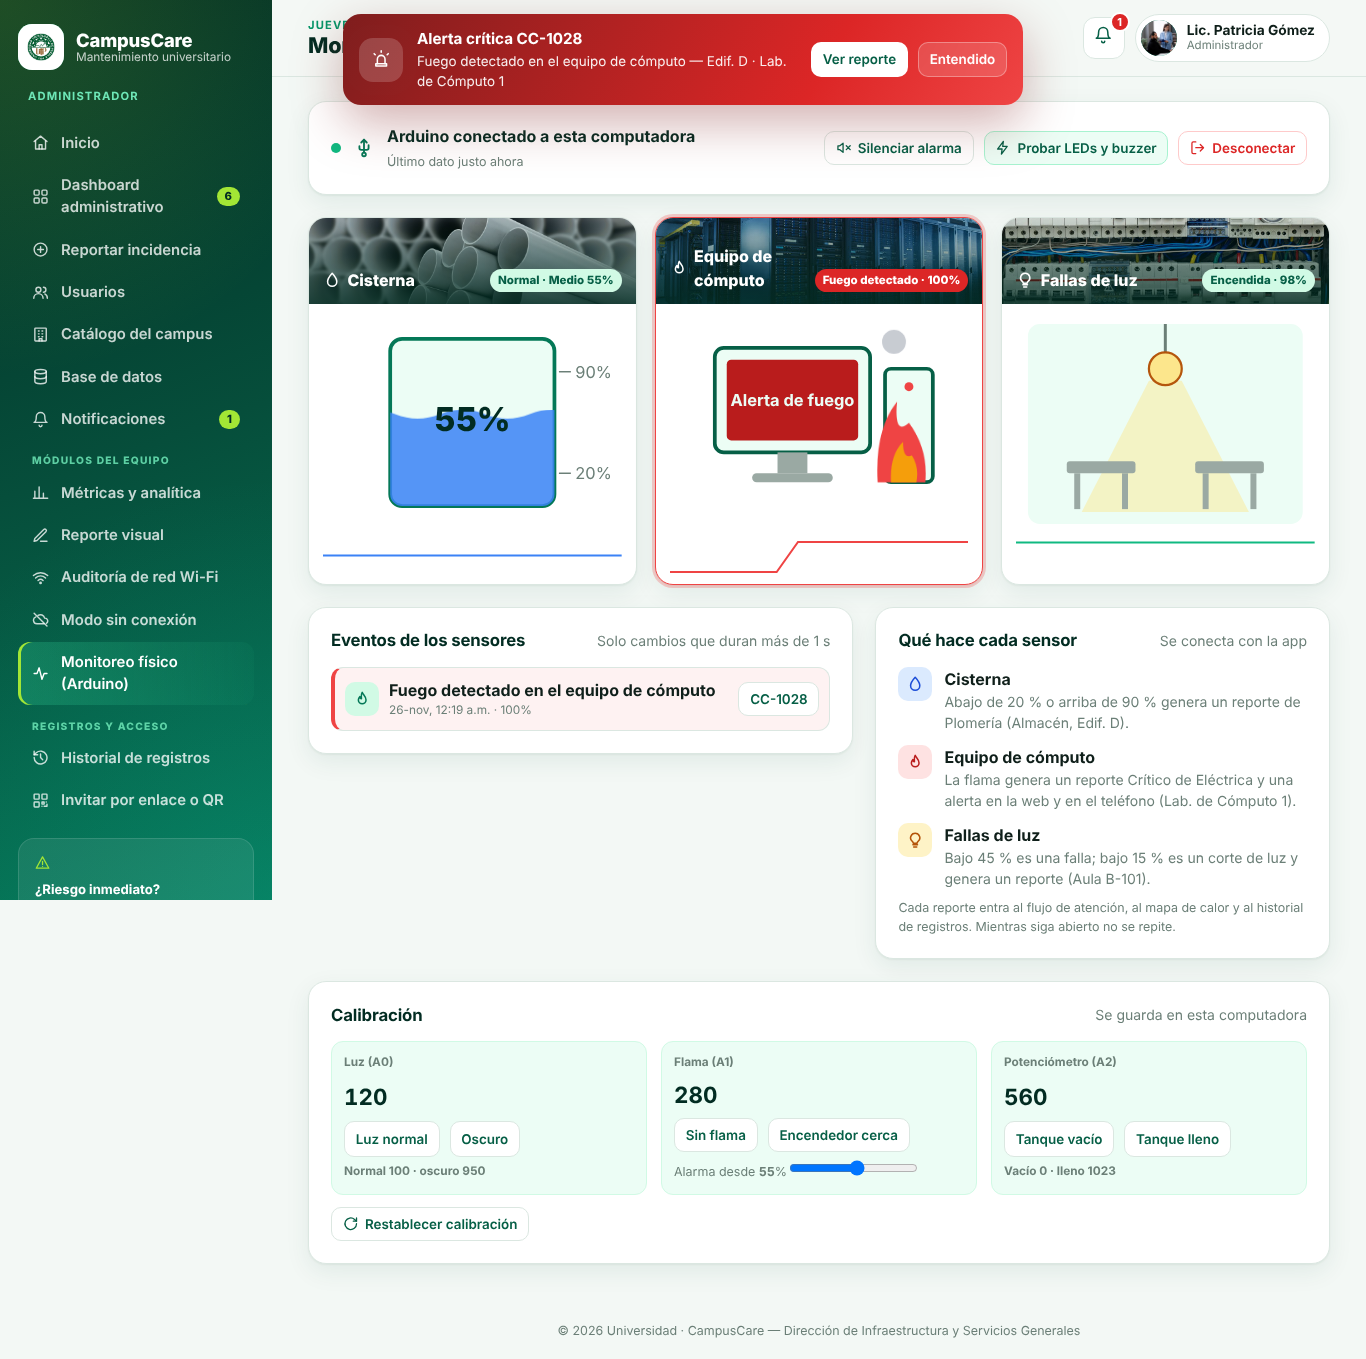 CampusCare
Mantenimiento universitario
ADMINISTRADOR
Inicio
Dashboard
administrativo
6
Reportar incidencia
Usuarios
Catálogo del campus
Base de datos
Notificaciones
1
MÓDULOS DEL EQUIPO
Métricas y analítica
Reporte visual
Auditoría de red Wi-Fi
Modo sin conexión
Monitoreo físico
(Arduino)
REGISTROS Y ACCESO
Historial de registros
Invitar por enlace o QR
¿Riesgo inmediato?
Alerta crítica CC-1028
Fuego detectado en el equipo de cómputo — Edif. D · Lab.
de Cómputo 1
Ver reporte
Entendido
1
Lic. Patricia Gómez
Administrador
Arduino conectado a esta computadora
Último dato justo ahora
Silenciar alarma
Probar LEDs y buzzer
Desconectar
Cisterna
Normal · Medio 55%
90%
55%
20%
Equipo de
cómputo
Fuego detectado · 100%
Alerta de fuego
Fallas de luz
Encendida · 98%
Eventos de los sensores
Solo cambios que duran más de 1 s
Fuego detectado en el equipo de cómputo
26-nov, 12:19 a.m. · 100%
CC-1028
Qué hace cada sensor
Se conecta con la app
Cisterna
Abajo de 20 % o arriba de 90 % genera un reporte de
Plomería (Almacén, Edif. D).
Equipo de cómputo
La flama genera un reporte Crítico de Eléctrica y una
alerta en la web y en el teléfono (Lab. de Cómputo 1).
Fallas de luz
Bajo 45 % es una falla; bajo 15 % es un corte de luz y
genera un reporte (Aula B-101).
Cada reporte entra al flujo de atención, al mapa de calor y al historial
de registros. Mientras siga abierto no se repite.
Calibración
Se guarda en esta computadora
Luz (A0)
120
Luz normal
Oscuro
Normal 100 · oscuro 950
Flama (A1)
280
Sin flama
Encendedor cerca
Alarma desde 55%
Potenciómetro (A2)
560
Tanque vacío
Tanque lleno
Vacío 0 · lleno 1023
Restablecer calibración
© 2026 Universidad · CampusCare — Dirección de Infraestructura y Servicios Generales